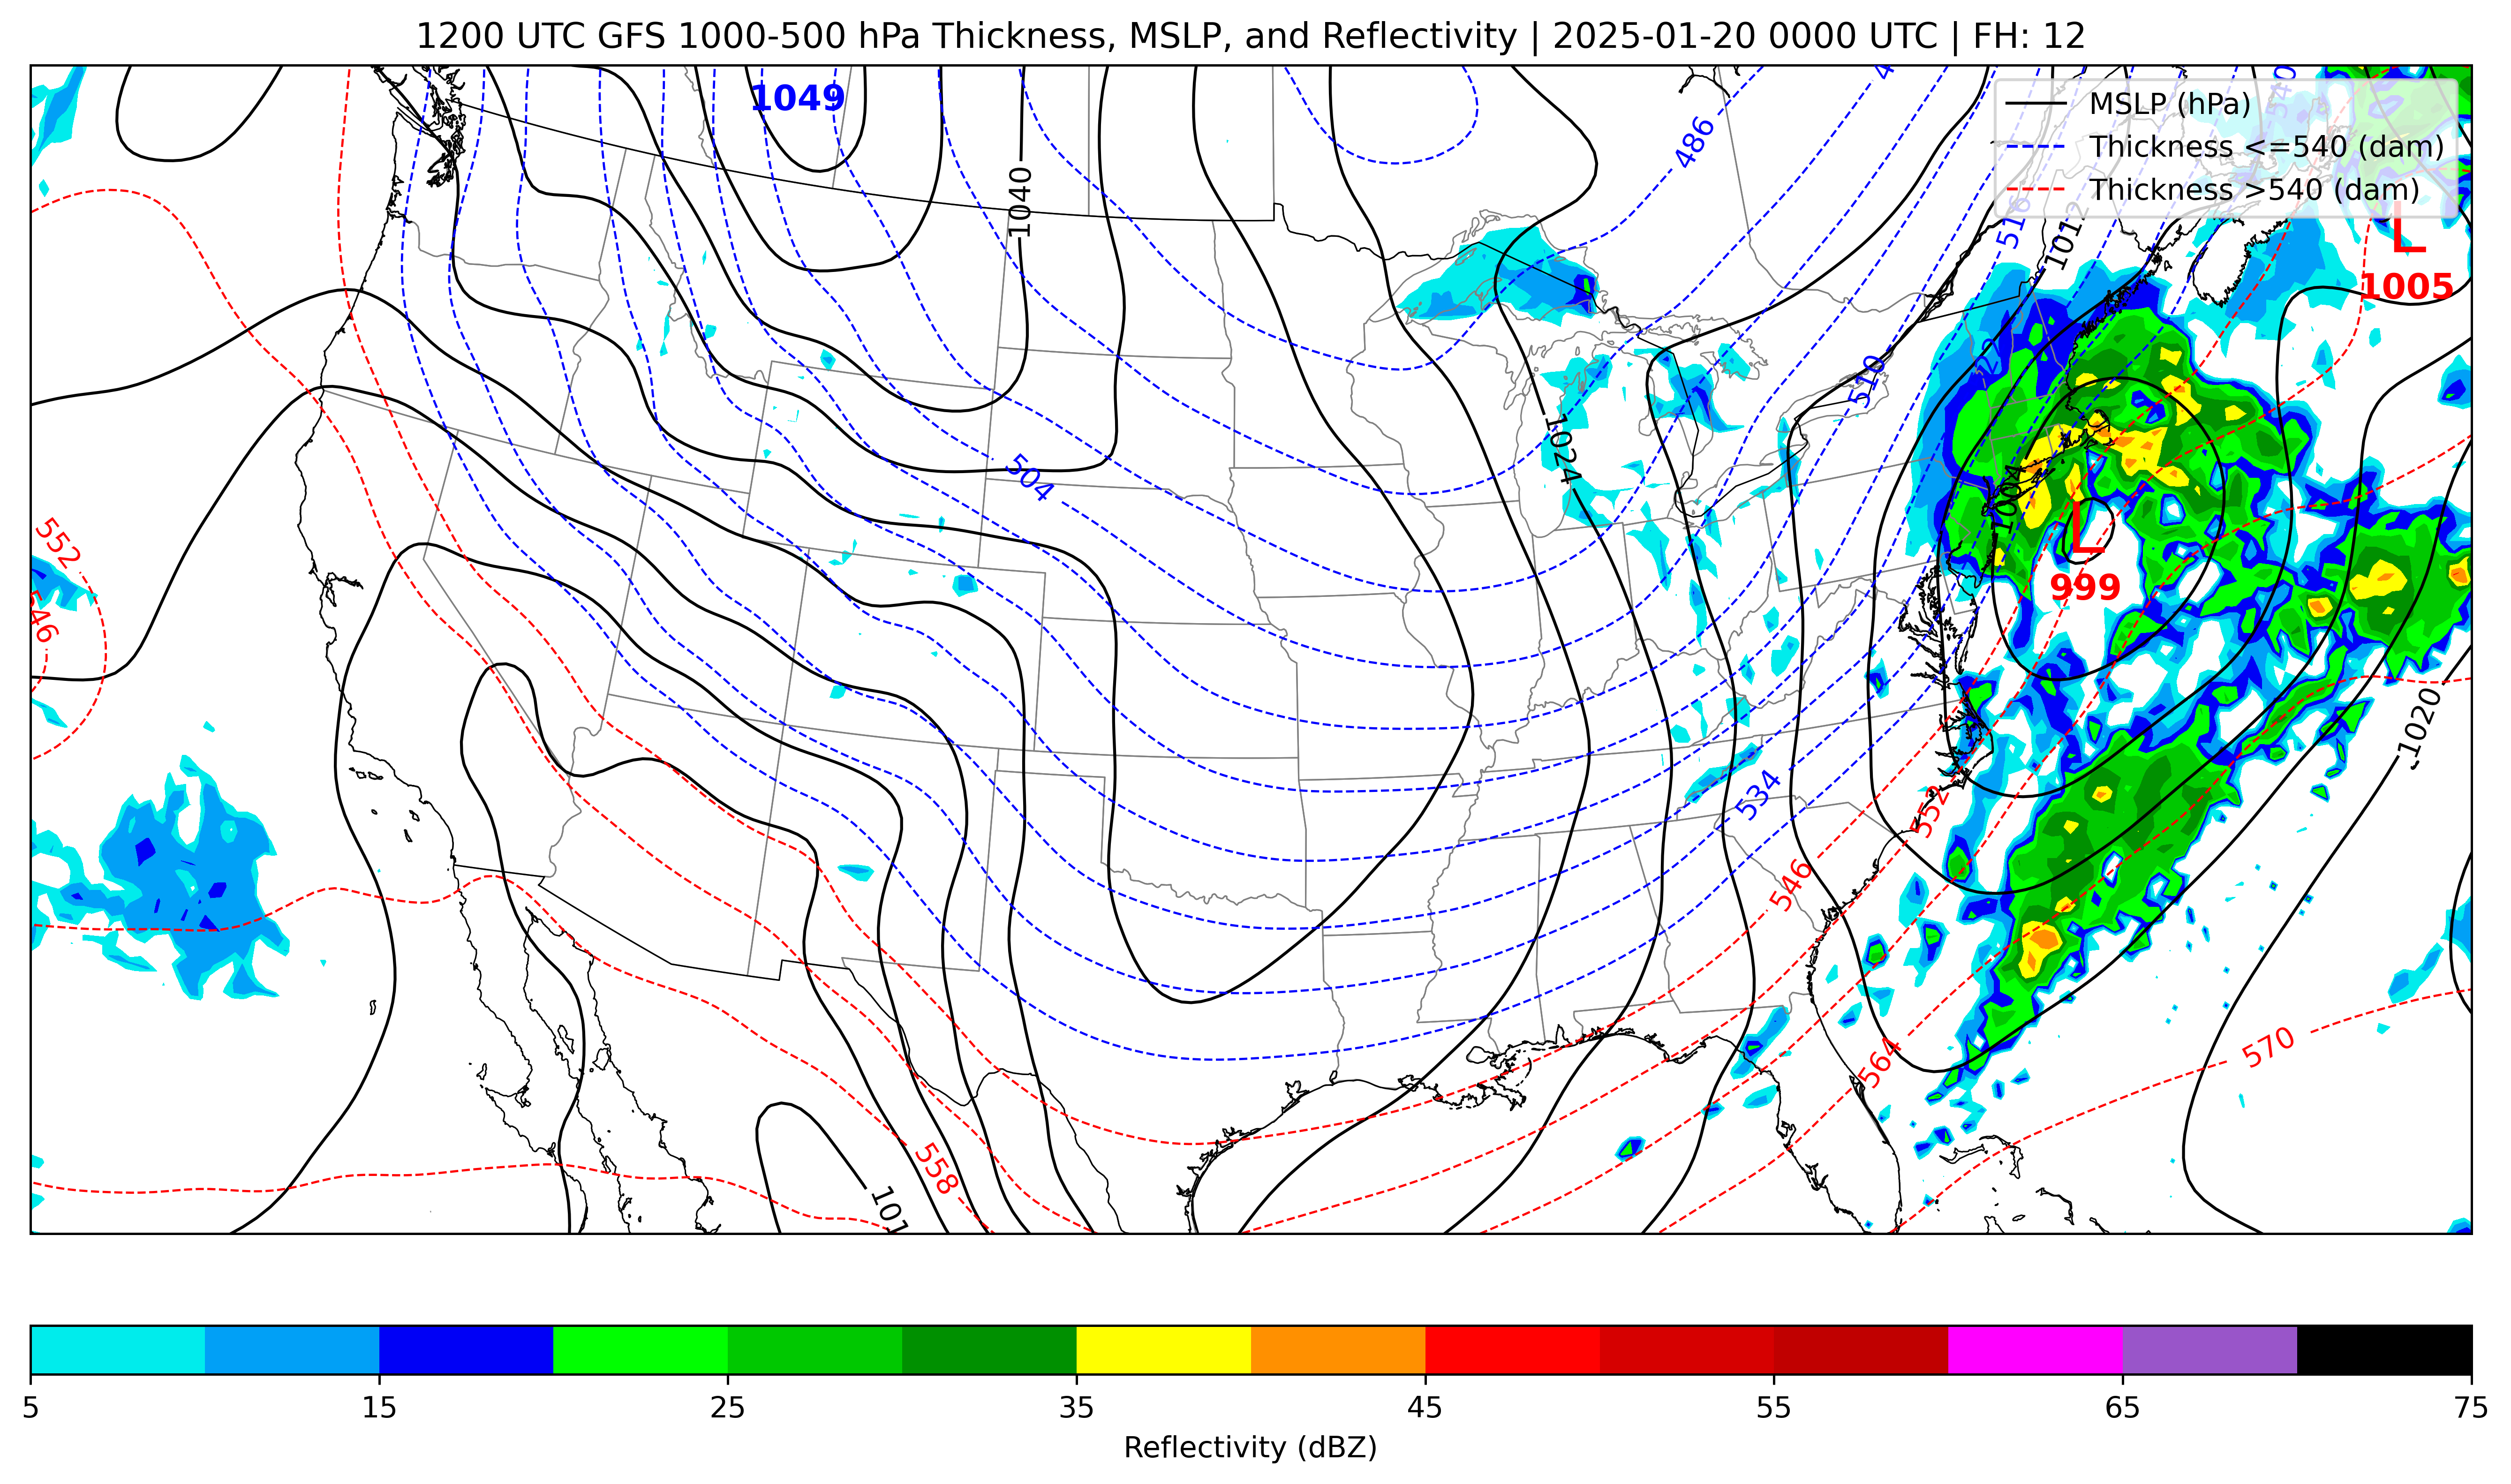 1200 UTC GFS 1000-500 hPa Thickness, MSLP, and Reflectivity | 2025-01-20 0000 UTC | FH: 12
MSLP (hPa)
Thickness <=540 (dam)
Thickness >540 (dam)
1049
1040
486
516
1012
540
L
1005
510
1024
504
1004
L
999
552
546
1020
534
552
546
564
570
558
101
5 15 25 35 45 55 65 75
Reflectivity (dBZ)